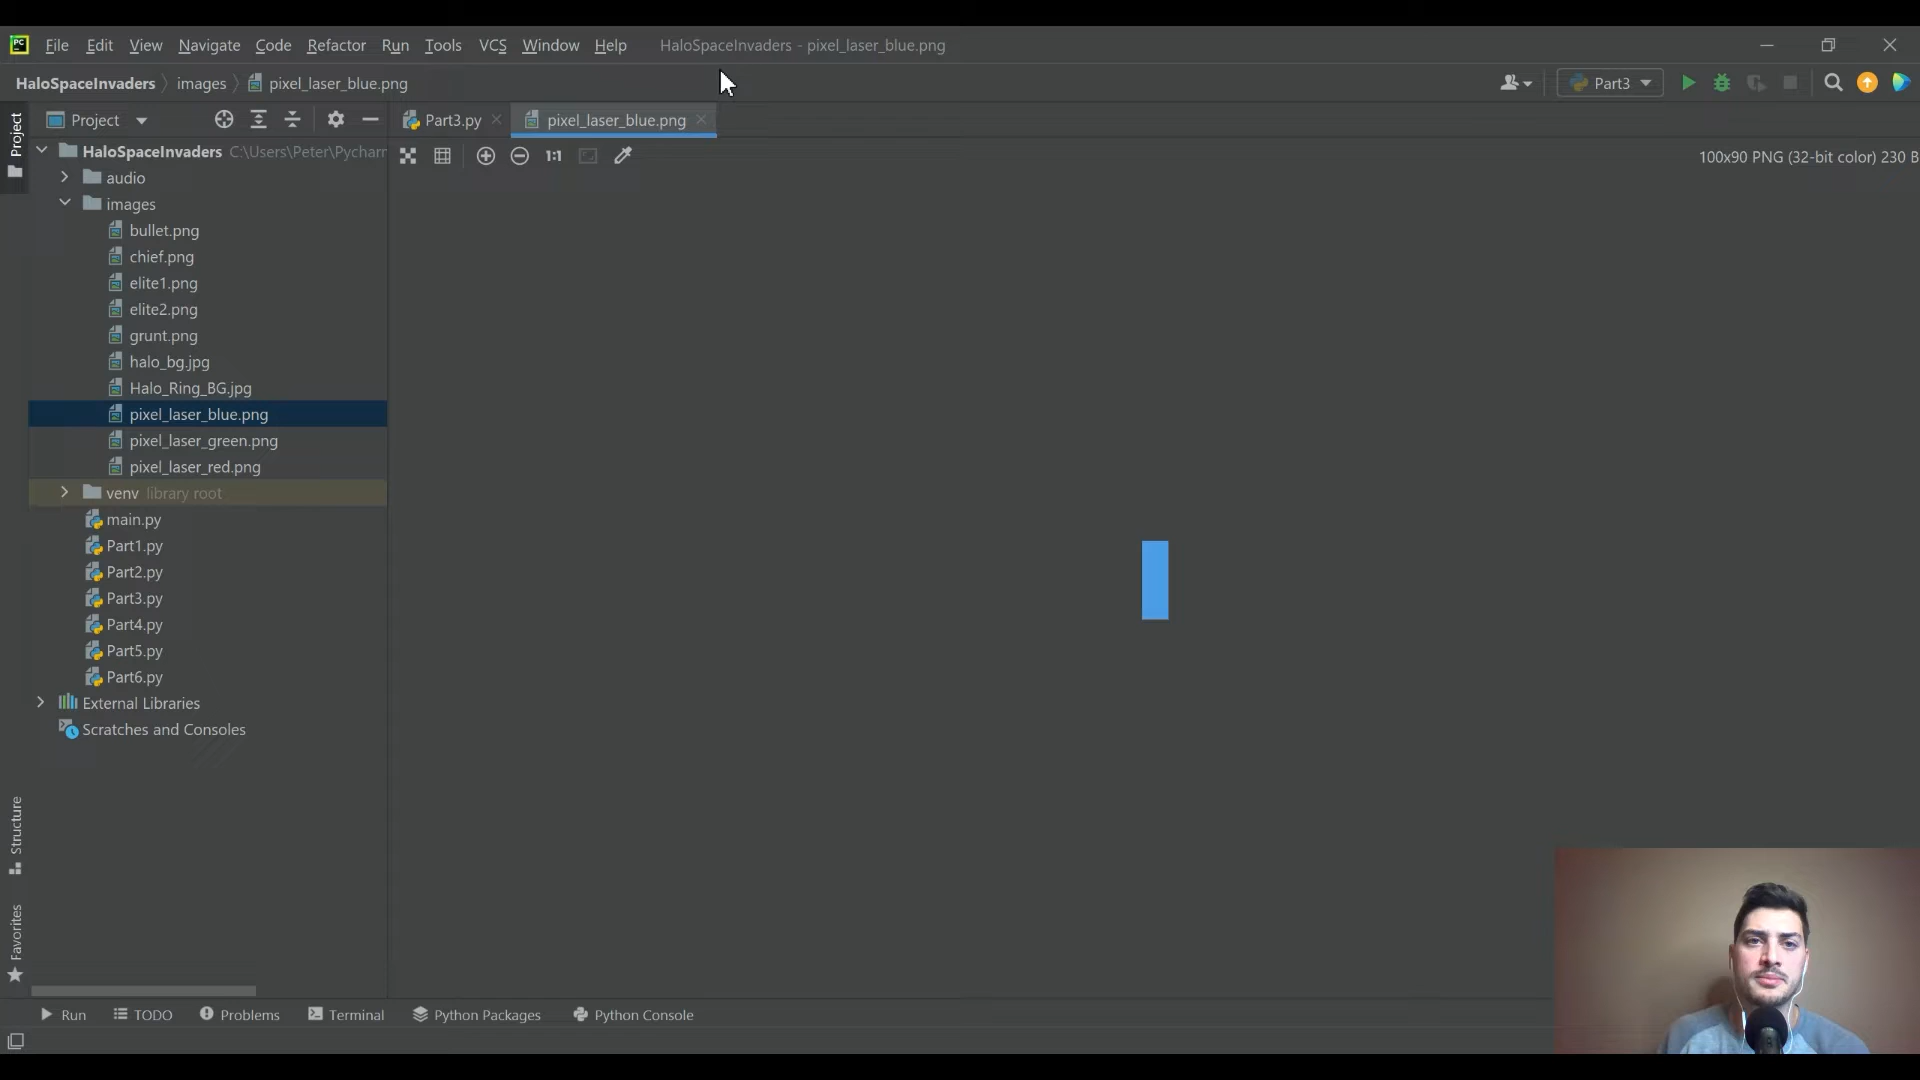 PC File Edit View Navigate Code Refactor Run Tools VCS Window Help HaloSpaceInvaders - pixel_laser_blue.png
HaloSpaceInvaders images pixel_laser_blue.png Part3
Project Project Part3.py pixel_laser_blue.png
HaloSpaceInvaders C:\Users\Peter\Pycharr 1:1 100x90 PNG (32-bit color) 230 B
audio
images
bullet.png
chief.png
elite1.png
elite2.png
grunt.png
halo_bg.jpg
Halo_Ring_BG.jpg
pixel_laser_blue.png
pixel_laser_green.png
pixel_laser_red.png
venv library root
main.py
Part1.py
Part2.py
Part3.py
Part4.py
Part5.py
Part6.py
External Libraries
Scratches and Consoles
Structure
Favorites
Run TODO Problems Terminal Python Packages Python Console